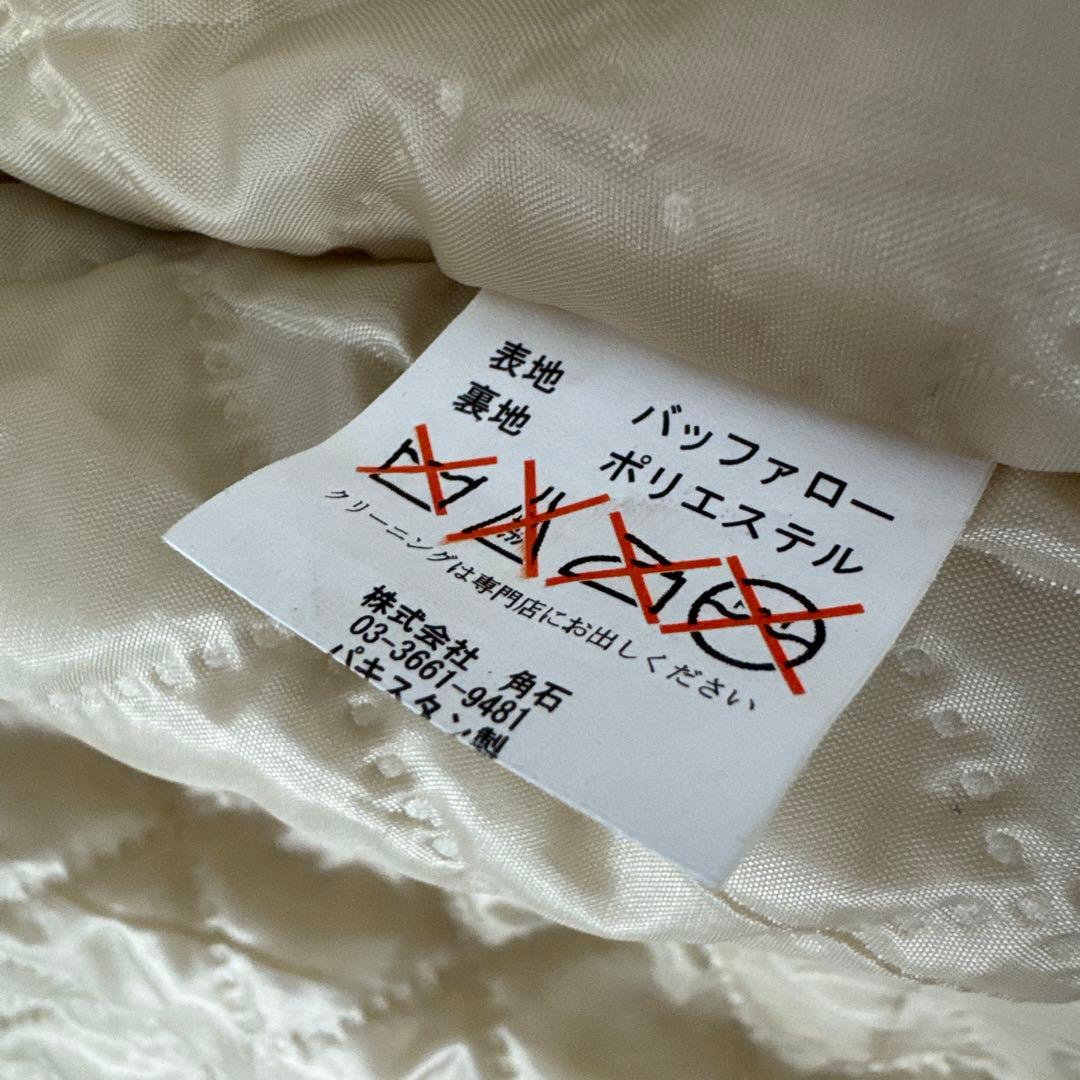 表地 バッファロー
裏地 ポリエステル
クリーニングは専門店にお出しください
株式会社 角石
03-3661-9481
パキスタン製